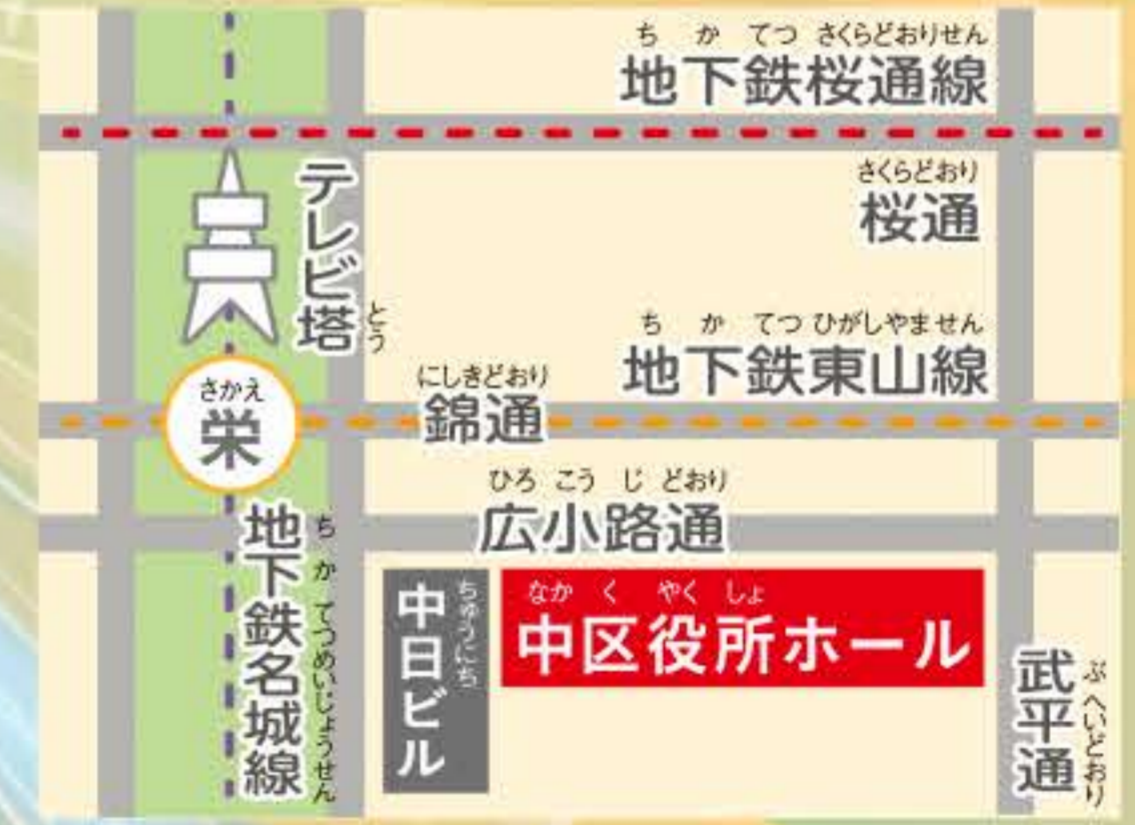 ちかてつさくらどおりせん
地下鉄桜通線
さくらどおり
桜通
テレビ塔
とう
ちかてつひがしやません
地下鉄東山線
にしきどおり
錦通
さかえ
栄
ひろこうじどおり
広小路通
地下鉄名城線
ちかてつめいじょうせん
中日ビル
ちゅうにち
なかくやくしょ
中区役所ホール
武平通
ぶへいどおり